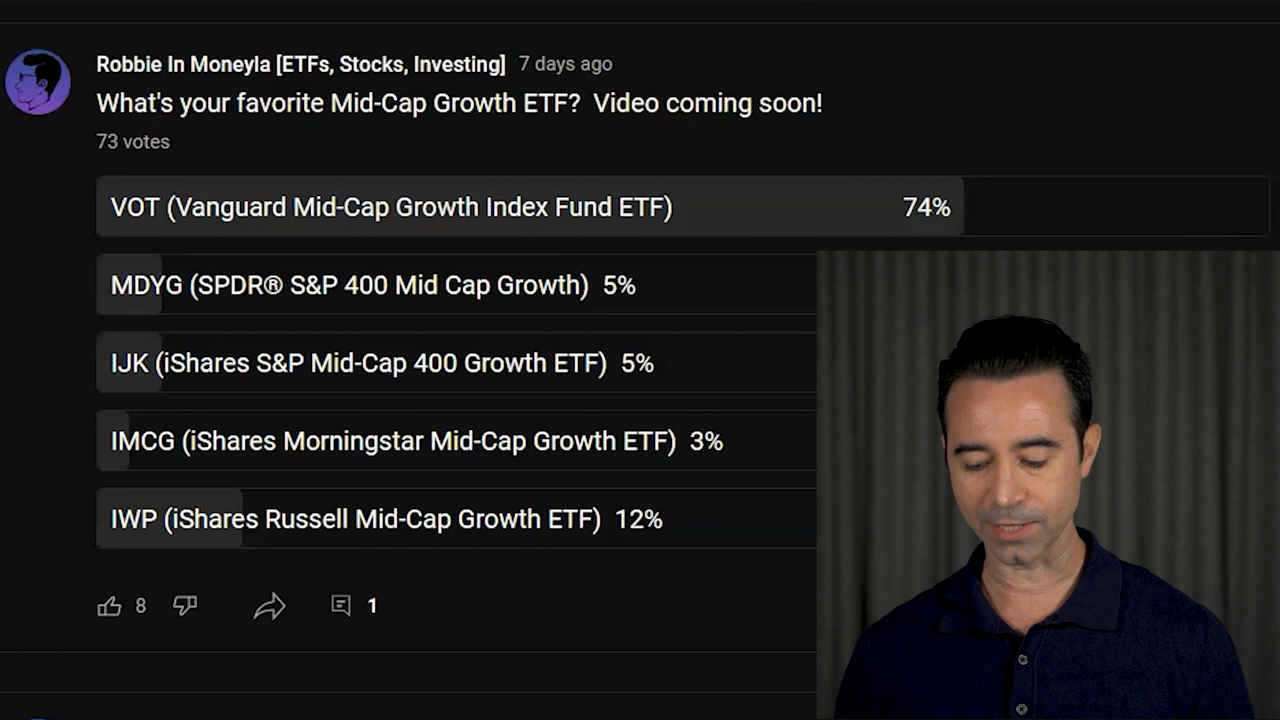 Robbie In Moneyla [ETFs, Stocks, Investing] 7 days ago
What's your favorite Mid-Cap Growth ETF? Video coming soon!
73 votes
VOT (Vanguard Mid-Cap Growth Index Fund ETF) 74%
MDYG (SPDR® S&P 400 Mid Cap Growth) 5%
IJK (iShares S&P Mid-Cap 400 Growth ETF) 5%
IMCG (iShares Morningstar Mid-Cap Growth ETF) 3%
IWP (iShares Russell Mid-Cap Growth ETF) 12%
8 1